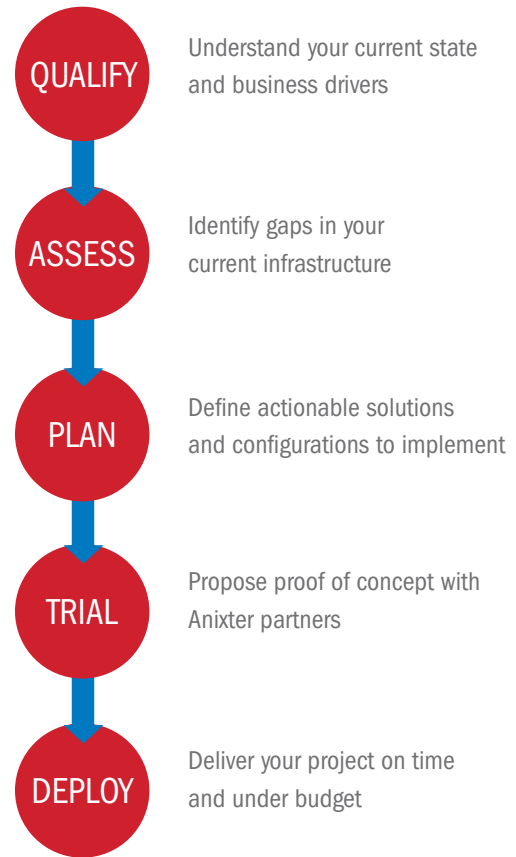 QUALIFY
Understand your current state
and business drivers
ASSESS
Identify gaps in your
current infrastructure
PLAN
Define actionable solutions
and configurations to implement
TRIAL
Propose proof of concept with
Anixter partners
DEPLOY
Deliver your project on time
and under budget